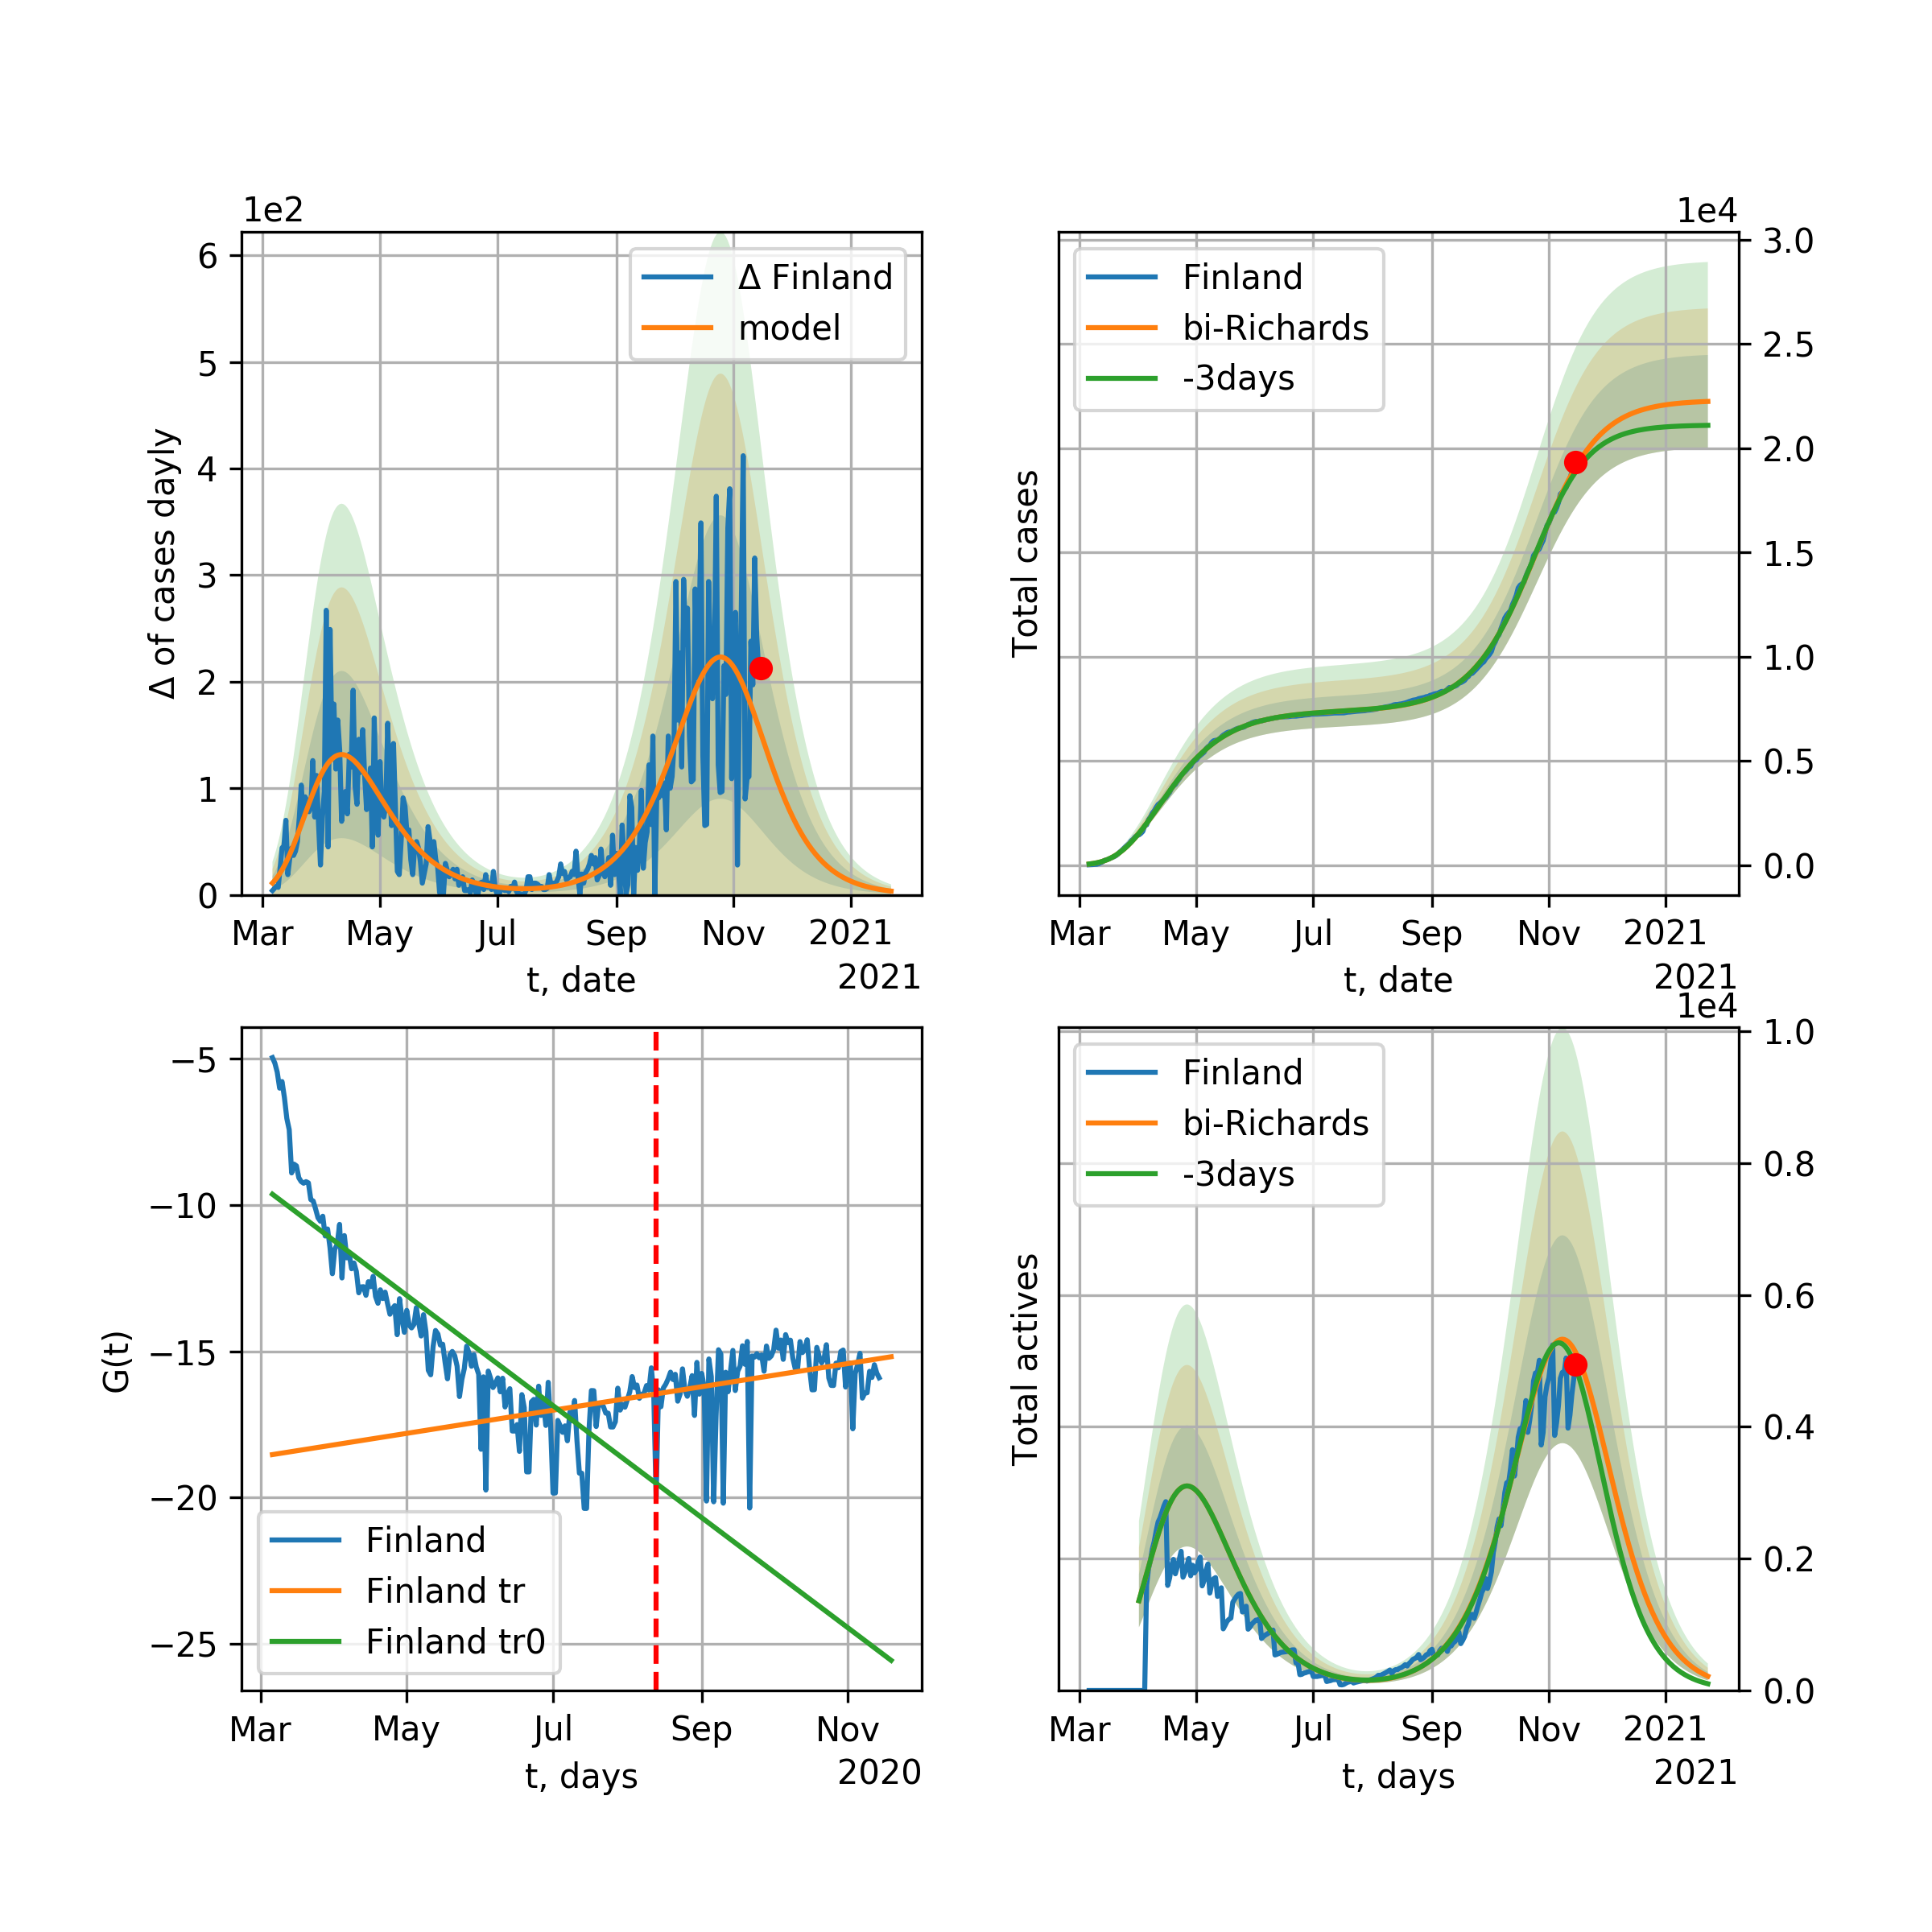 1e2
6
5
4
3
2
1
0
Δ of cases dayly
Δ Finland
model
Mar May Jul Sep Nov 2021
t, date
2021
1e4
Finland
bi-Richards
-3days
3.0
2.5
2.0
1.5
1.0
0.5
0.0
Total cases
Mar May Jul Sep Nov 2021
t, date
2021
−5
−10
−15
−20
−25
G(t)
Finland
Finland tr
Finland tr0
Mar May Jul Sep Nov
t, days
2020
1e4
Finland
bi-Richards
-3days
1.0
0.8
0.6
0.4
0.2
0.0
Total actives
Mar May Jul Sep Nov 2021
t, days
2021